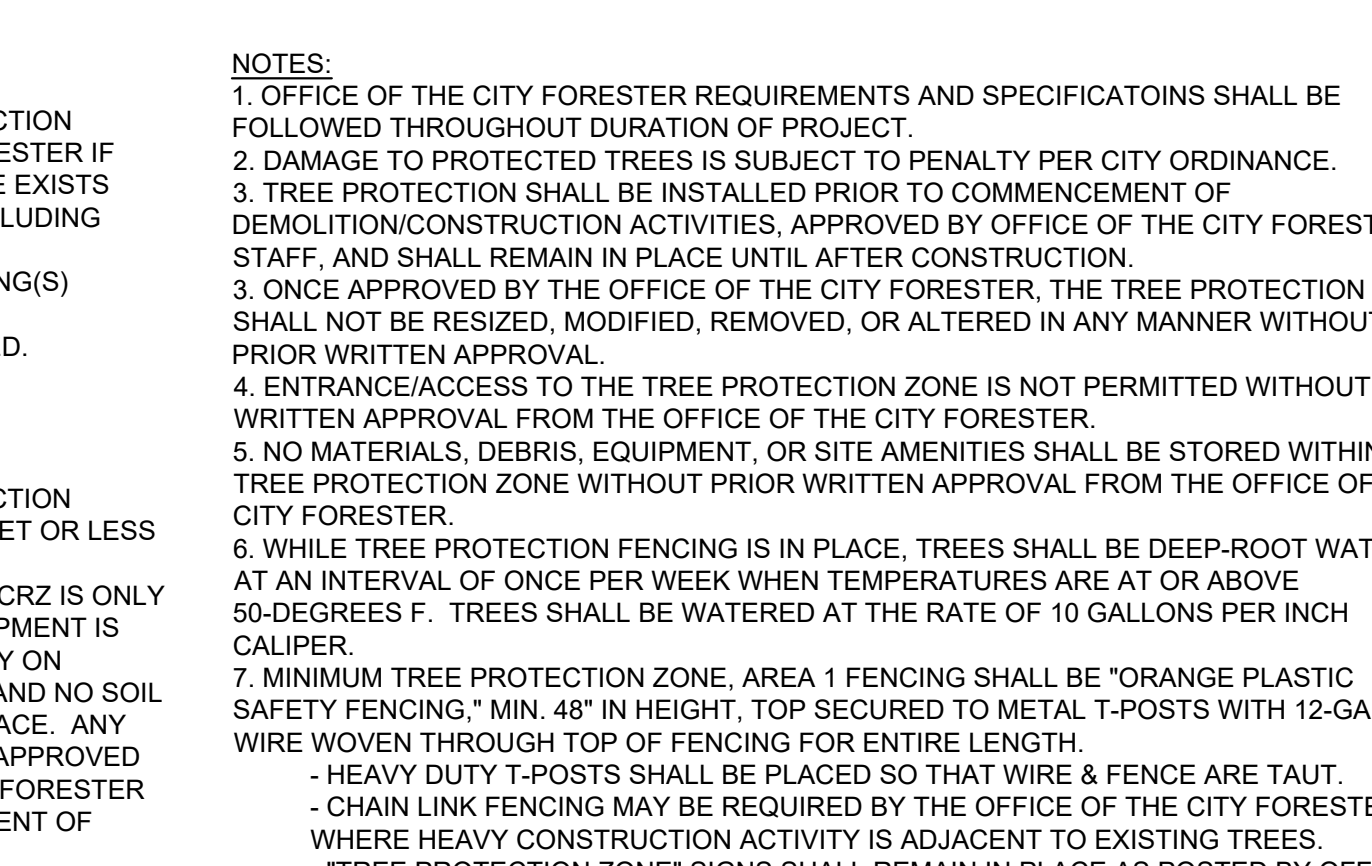 CTION
ESTER IF
E EXISTS
LUDING
NG(S)
D.
CTION
ET OR LESS
CRZ IS ONLY
PMENT IS
Y ON
AND NO SOIL
ACE.  ANY
APPROVED
FORESTER
ENT OF
NOTES:
1. OFFICE OF THE CITY FORESTER REQUIREMENTS AND SPECIFICATOINS SHALL BE
FOLLOWED THROUGHOUT DURATION OF PROJECT.
2. DAMAGE TO PROTECTED TREES IS SUBJECT TO PENALTY PER CITY ORDINANCE.
3. TREE PROTECTION SHALL BE INSTALLED PRIOR TO COMMENCEMENT OF
DEMOLITION/CONSTRUCTION ACTIVITIES, APPROVED BY OFFICE OF THE CITY FOREST
STAFF, AND SHALL REMAIN IN PLACE UNTIL AFTER CONSTRUCTION.
3. ONCE APPROVED BY THE OFFICE OF THE CITY FORESTER, THE TREE PROTECTION
SHALL NOT BE RESIZED, MODIFIED, REMOVED, OR ALTERED IN ANY MANNER WITHOUT
PRIOR WRITTEN APPROVAL.
4. ENTRANCE/ACCESS TO THE TREE PROTECTION ZONE IS NOT PERMITTED WITHOUT
WRITTEN APPROVAL FROM THE OFFICE OF THE CITY FORESTER.
5. NO MATERIALS, DEBRIS, EQUIPMENT, OR SITE AMENITIES SHALL BE STORED WITHIN
TREE PROTECTION ZONE WITHOUT PRIOR WRITTEN APPROVAL FROM THE OFFICE OF
CITY FORESTER.
6. WHILE TREE PROTECTION FENCING IS IN PLACE, TREES SHALL BE DEEP-ROOT WAT
AT AN INTERVAL OF ONCE PER WEEK WHEN TEMPERATURES ARE AT OR ABOVE
50-DEGREES F.  TREES SHALL BE WATERED AT THE RATE OF 10 GALLONS PER INCH
CALIPER.
7. MINIMUM TREE PROTECTION ZONE, AREA 1 FENCING SHALL BE "ORANGE PLASTIC
SAFETY FENCING," MIN. 48" IN HEIGHT, TOP SECURED TO METAL T-POSTS WITH 12-GA
WIRE WOVEN THROUGH TOP OF FENCING FOR ENTIRE LENGTH.
- HEAVY DUTY T-POSTS SHALL BE PLACED SO THAT WIRE & FENCE ARE TAUT.
- CHAIN LINK FENCING MAY BE REQUIRED BY THE OFFICE OF THE CITY FORESTE
WHERE HEAVY CONSTRUCTION ACTIVITY IS ADJACENT TO EXISTING TREES.
- "TREE PROTECTION ZONE" SIGNS SHALL REMAIN IN PLACE AS POSTED BY